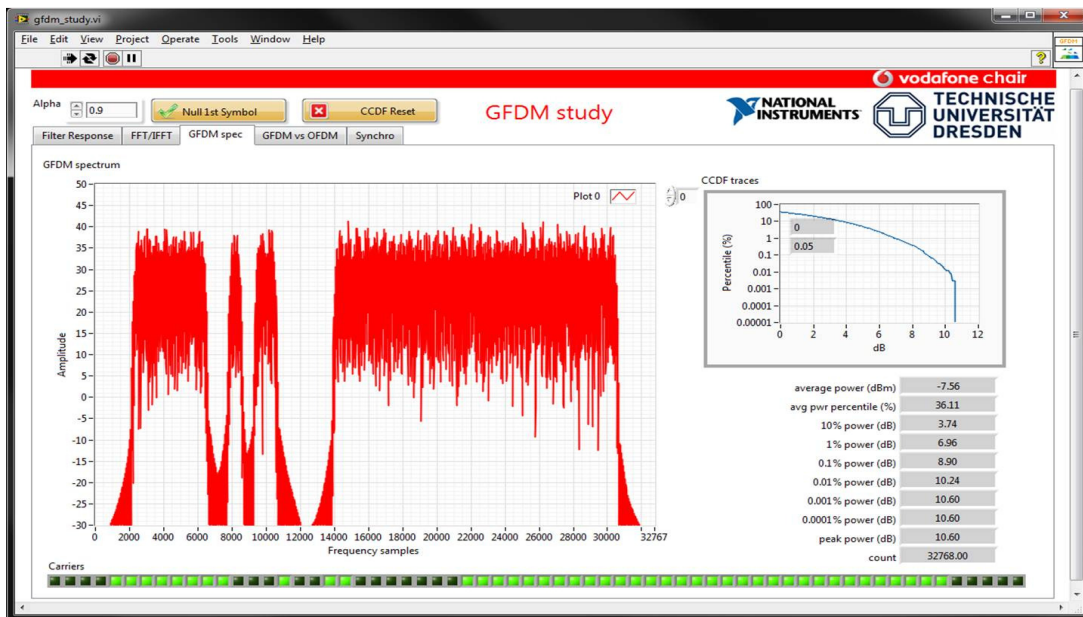 gfdm_study.vi
File Edit View Project Operate Tools Window Help
GFDM
vodafone chair
Alpha 0.9 Null 1st Symbol CCDF Reset
GFDM study
NATIONAL INSTRUMENTS
TECHNISCHE UNIVERSITÄT DRESDEN
Filter Response FFT/IFFT GFDM spec GFDM vs OFDM Synchro
GFDM spectrum
Plot 0
0
Amplitude
50
45
40
35
30
25
20
15
10
5
0
-5
-10
-15
-20
-25
-30
0 2000 4000 6000 8000 10000 12000 14000 16000 18000 20000 22000 24000 26000 28000 30000 32767
Frequency samples
CCDF traces
Percentile (%)
100
10
1
0.1
0.01
0.001
0.0001
0.00001
0
0.05
0 2 4 6 8 10 12
dB
average power (dBm) -7.56
avg pwr percentile (%) 36.11
10% power (dB) 3.74
1% power (dB) 6.96
0.1% power (dB) 8.90
0.01% power (dB) 10.24
0.001% power (dB) 10.60
0.0001% power (dB) 10.60
peak power (dB) 10.60
count 32768.00
Carriers